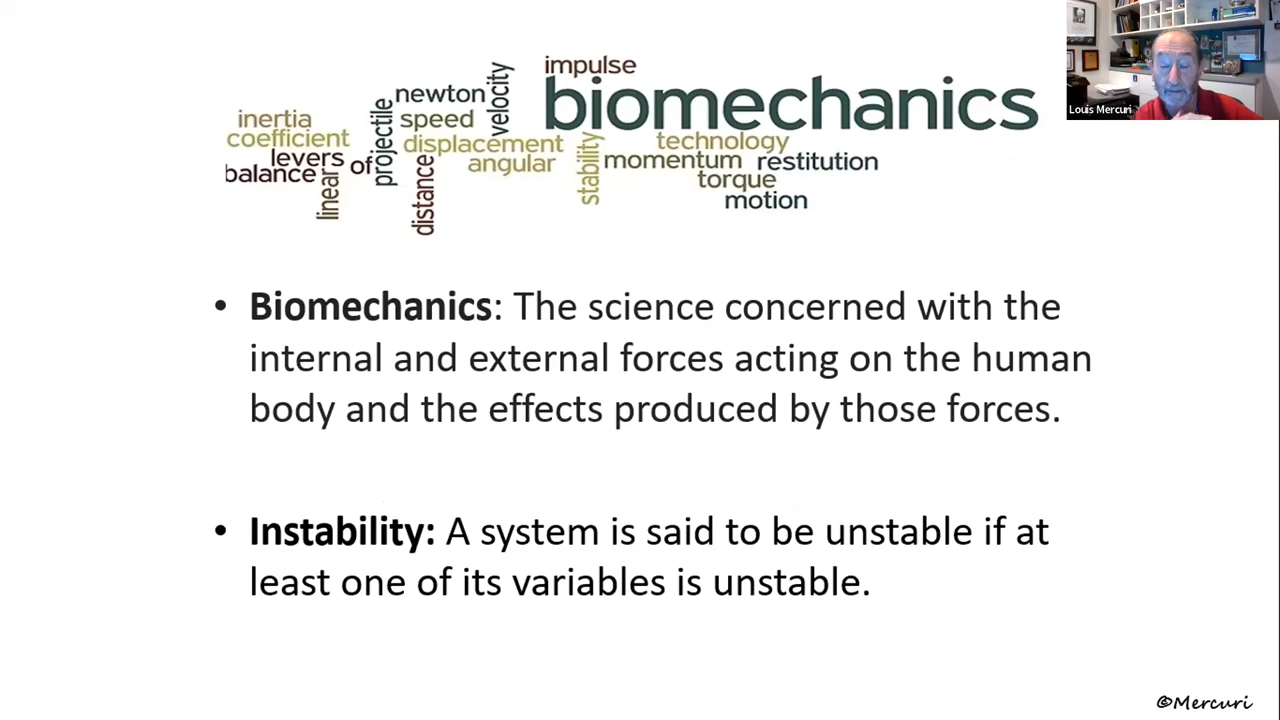 impulse
biomechanics
newton
velocity
inertia
projectile
speed
coefficient
displacement
technology
levers
of
angular
stability
momentum
restitution
balance
linear
distance
torque
motion
Louis Mercuri
• Biomechanics: The science concerned with the
internal and external forces acting on the human
body and the effects produced by those forces.
• Instability: A system is said to be unstable if at
least one of its variables is unstable.
©Mercuri